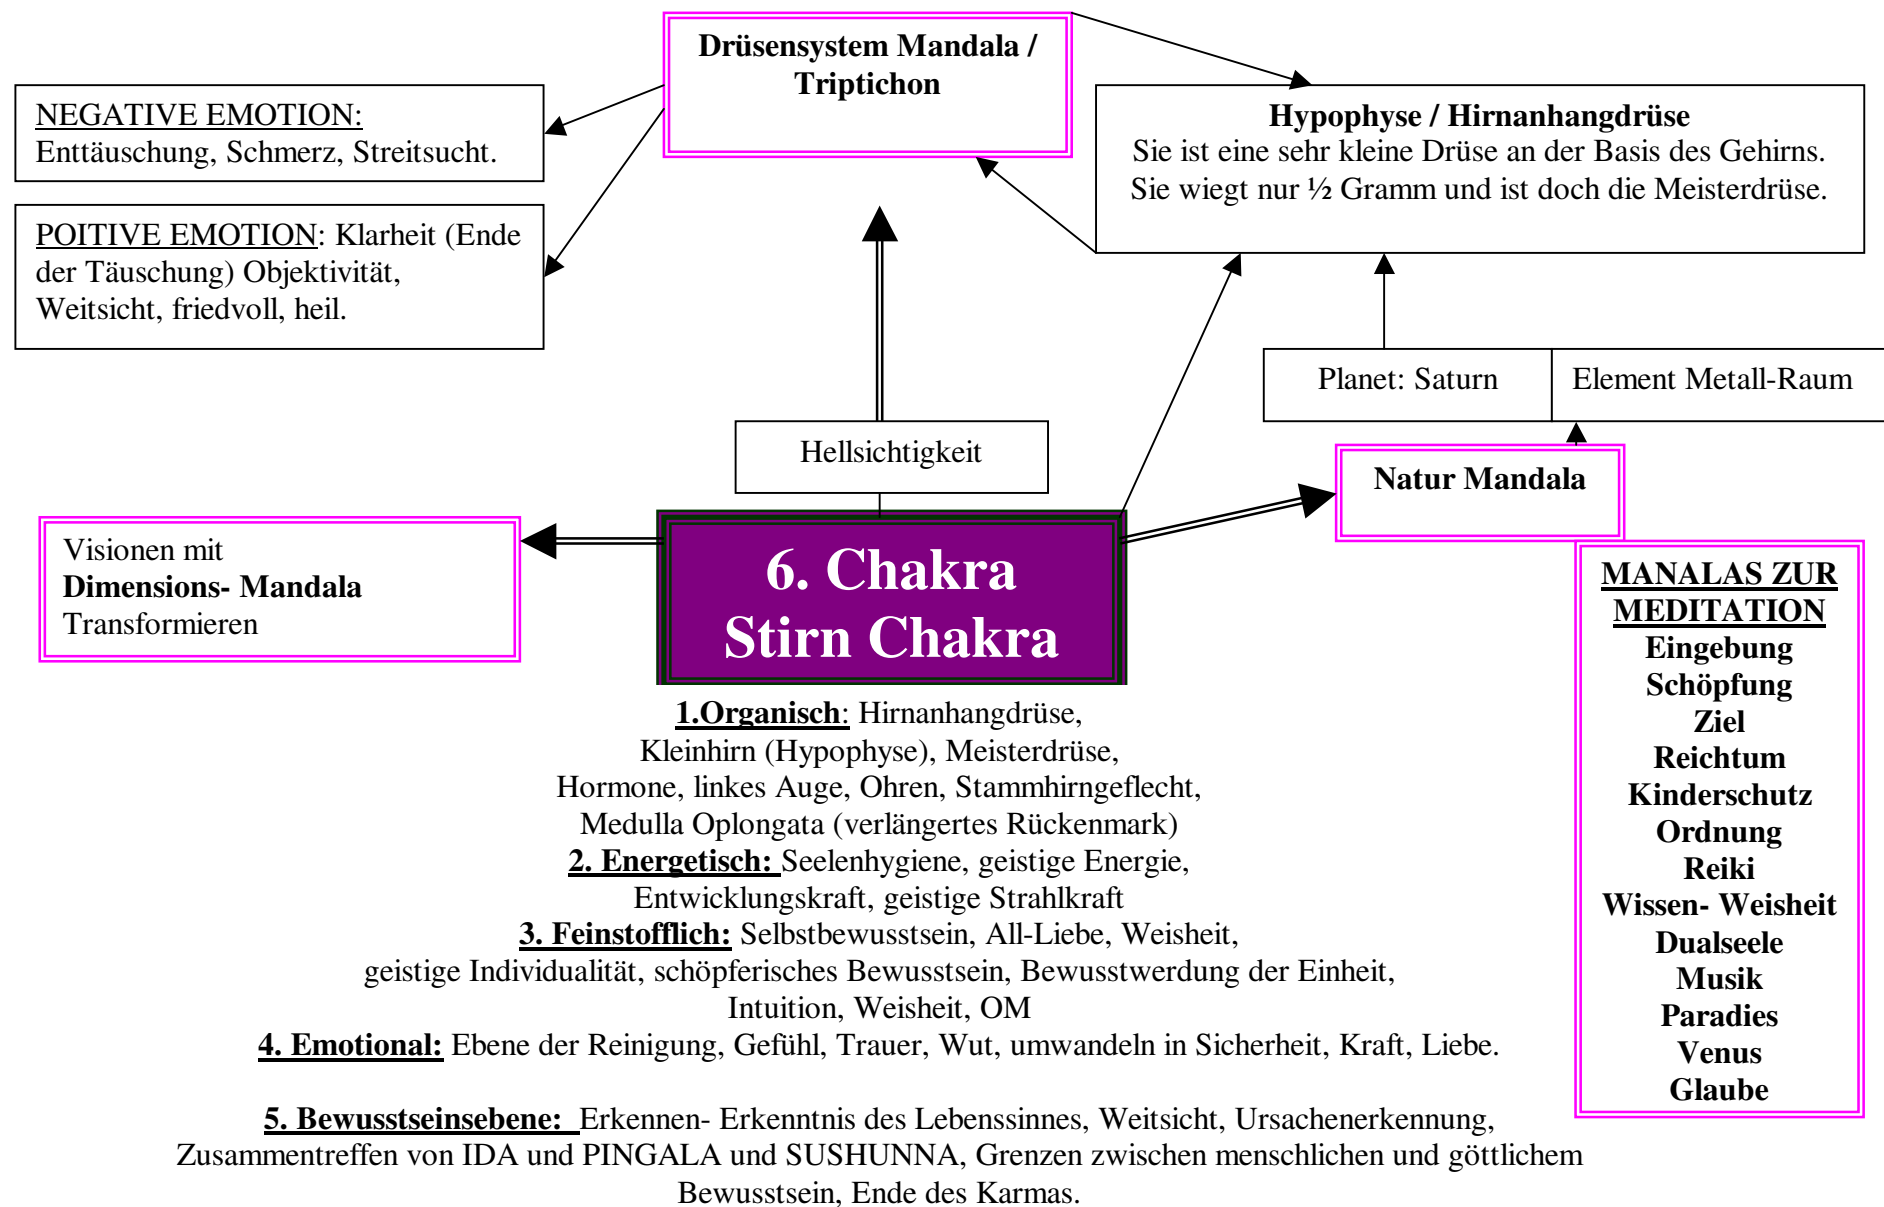 Drüsensystem Mandala /
Triptichon
NEGATIVE EMOTION:
Enttäuschung, Schmerz, Streitsucht.
POITIVE EMOTION: Klarheit (Ende
der Täuschung) Objektivität,
Weitsicht, friedvoll, heil.
Hypophyse / Hirnanhangdrüse
Sie ist eine sehr kleine Drüse an der Basis des Gehirns.
Sie wiegt nur ½ Gramm und ist doch die Meisterdrüse.
Planet: Saturn
Element Metall-Raum
Hellsichtigkeit
Natur Mandala
Visionen mit
Dimensions- Mandala
Transformieren
6. Chakra
Stirn Chakra
MANALAS ZUR
MEDITATION
Eingebung
Schöpfung
Ziel
Reichtum
Kinderschutz
Ordnung
Reiki
Wissen- Weisheit
Dualseele
Musik
Paradies
Venus
Glaube
1.Organisch: Hirnanhangdrüse,
Kleinhirn (Hypophyse), Meisterdrüse,
Hormone, linkes Auge, Ohren, Stammhirngeflecht,
Medulla Oplongata (verlängertes Rückenmark)
2. Energetisch: Seelenhygiene, geistige Energie,
Entwicklungskraft, geistige Strahlkraft
3. Feinstofflich: Selbstbewusstsein, All-Liebe, Weisheit,
geistige Individualität, schöpferisches Bewusstsein, Bewusstwerdung der Einheit,
Intuition, Weisheit, OM
4. Emotional: Ebene der Reinigung, Gefühl, Trauer, Wut, umwandeln in Sicherheit, Kraft, Liebe.
5. Bewusstseinsebene: Erkennen- Erkenntnis des Lebenssinnes, Weitsicht, Ursachenerkennung,
Zusammentreffen von IDA und PINGALA und SUSHUNNA, Grenzen zwischen menschlichen und göttlichem
Bewusstsein, Ende des Karmas.